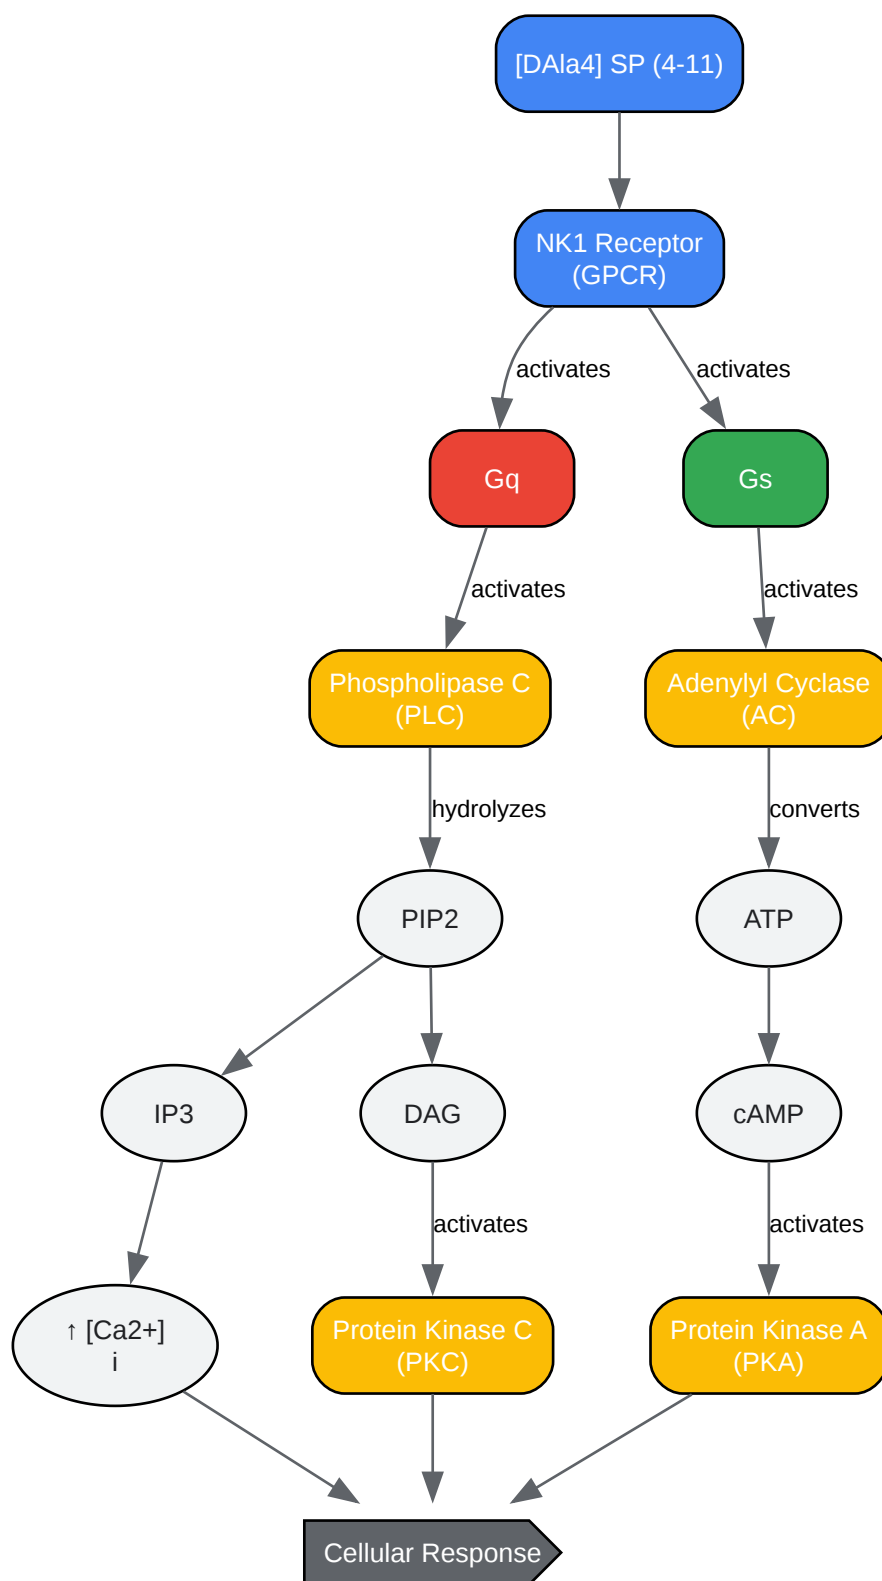 [DAla4] SP (4-11)
NK1 Receptor
(GPCR)
activates
activates
Gq
Gs
activates
activates
Phospholipase C
(PLC)
Adenylyl Cyclase
(AC)
hydrolyzes
converts
PIP2
ATP
IP3
DAG
cAMP
activates
activates
↑ [Ca2+]
i
Protein Kinase C
(PKC)
Protein Kinase A
(PKA)
Cellular Response